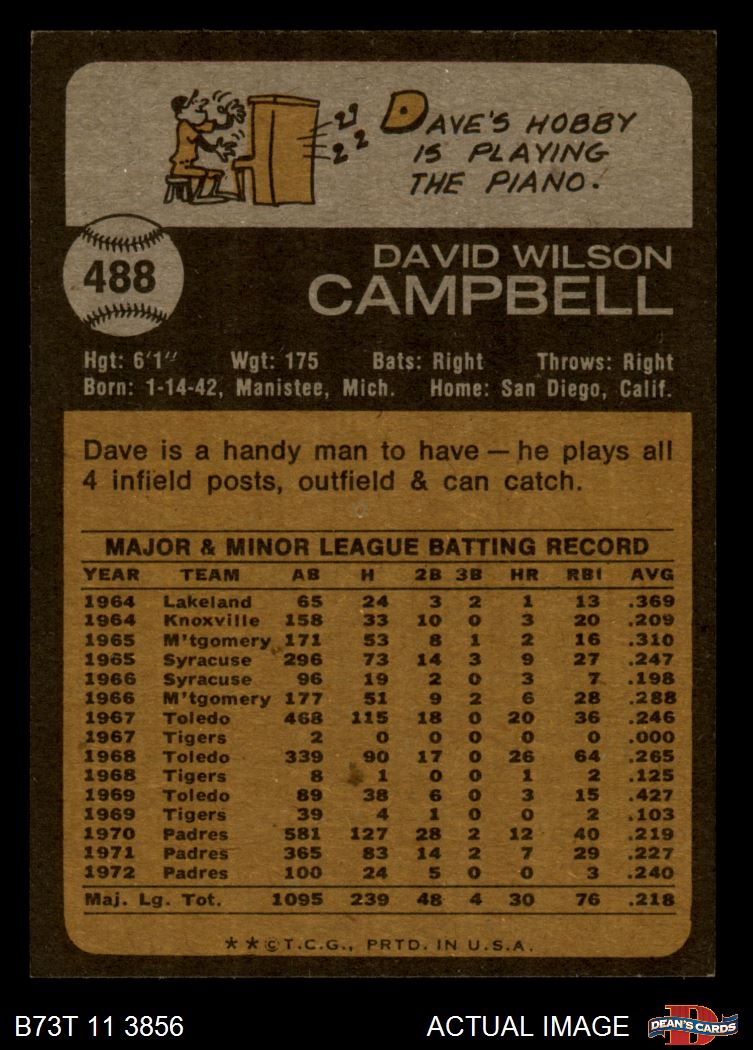 DAVE'S HOBBY
IS PLAYING
THE PIANO.
488
DAVID WILSON
CAMPBELL
Hgt: 6'1" Wgt: 175 Bats: Right Throws: Right
Born: 1-14-42, Manistee, Mich. Home: San Diego, Calif.
Dave is a handy man to have — he plays all
4 infield posts, outfield & can catch.
MAJOR & MINOR LEAGUE BATTING RECORD
YEAR TEAM AB H 2B 3B HR RBI AVG
1964 Lakeland 65 24 3 2 1 13 .369
1964 Knoxville 158 33 10 0 3 20 .209
1965 M'tgomery 171 53 8 1 2 16 .310
1965 Syracuse 296 73 14 3 9 27 .247
1966 Syracuse 96 19 2 0 3 7 .198
1966 M'tgomery 177 51 9 2 6 28 .288
1967 Toledo 468 115 18 0 20 36 .246
1967 Tigers 2 0 0 0 0 0 .000
1968 Toledo 339 90 17 0 26 64 .265
1968 Tigers 8 1 0 0 1 2 .125
1969 Toledo 89 38 6 0 3 15 .427
1969 Tigers 39 4 1 0 0 2 .103
1970 Padres 581 127 28 2 12 40 .219
1971 Padres 365 83 14 2 7 29 .227
1972 Padres 100 24 5 0 0 3 .240
Maj. Lg. Tot. 1095 239 48 4 30 76 .218
★★©T.C.G., PRTD. IN U.S.A.
B73T 11 3856 ACTUAL IMAGE
D
DEAN'S CARDS